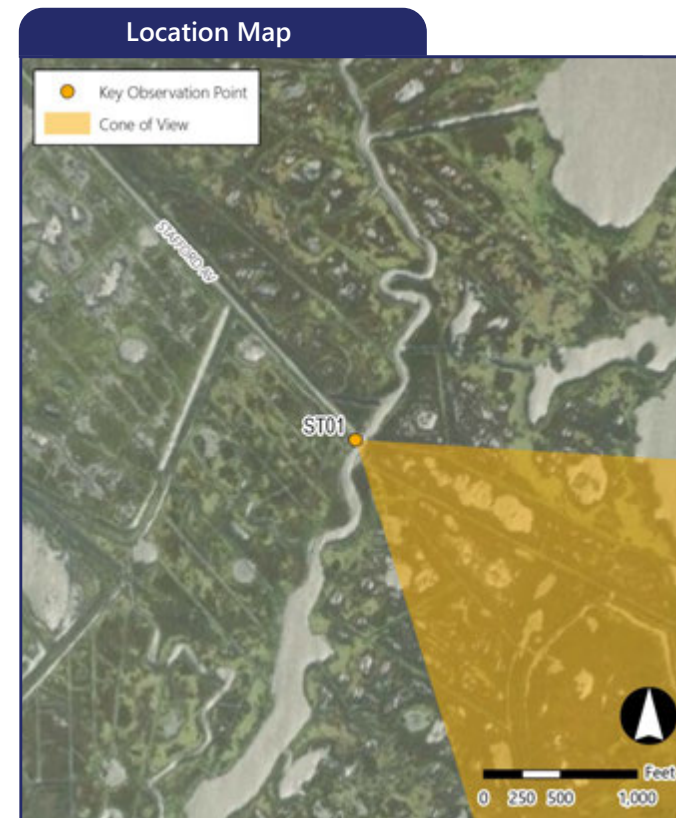 Location Map
Key Observation Point
Cone of View
STAFFORD AV
ST01
Feet
0 250 500 1,000